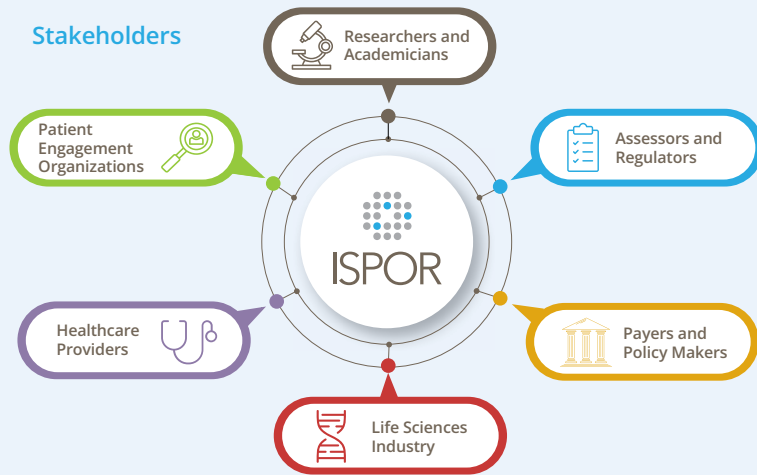 Stakeholders
Researchers and
Academicians
Patient
Engagement
Organizations
Assessors and
Regulators
ISPOR
Healthcare
Providers
Payers and
Policy Makers
Life Sciences
Industry